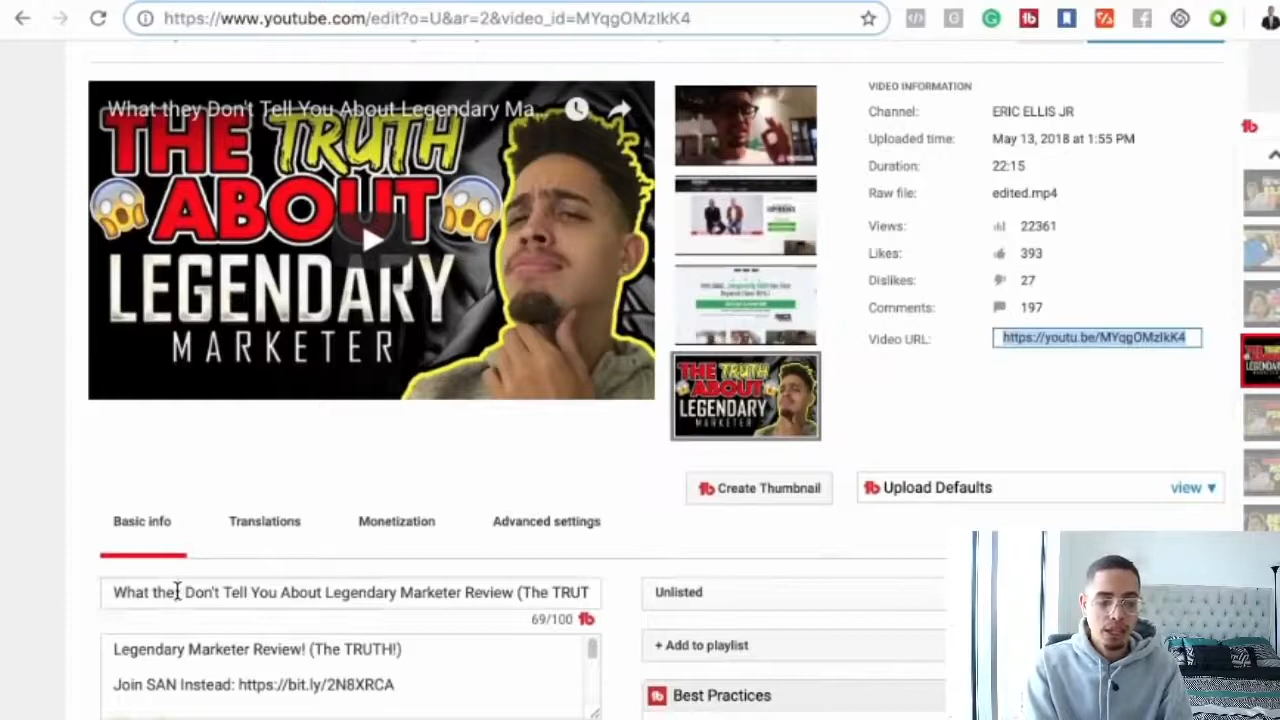 https://www.youtube.com/edit?o=U&ar=2&video_id=MYqgOMzIkK4
What they Don't Tell You About Legendary Ma...
THE TRUTH
ABOUT
LEGENDARY
MARKETER
THE TRUTH
ABOUT
LEGENDARY
MARKETER
VIDEO INFORMATION
Channel: ERIC ELLIS JR
Uploaded time: May 13, 2018 at 1:55 PM
Duration: 22:15
Raw file: edited.mp4
Views: 22361
Likes: 393
Dislikes: 27
Comments: 197
Video URL: https://youtu.be/MYqgOMzIkK4
Create Thumbnail
Upload Defaults view ▼
Basic info Translations Monetization Advanced settings
What they Don't Tell You About Legendary Marketer Review (The TRUT
69/100
Unlisted
Legendary Marketer Review! (The TRUTH!)
Join SAN Instead: https://bit.ly/2N8XRCA
+ Add to playlist
Best Practices